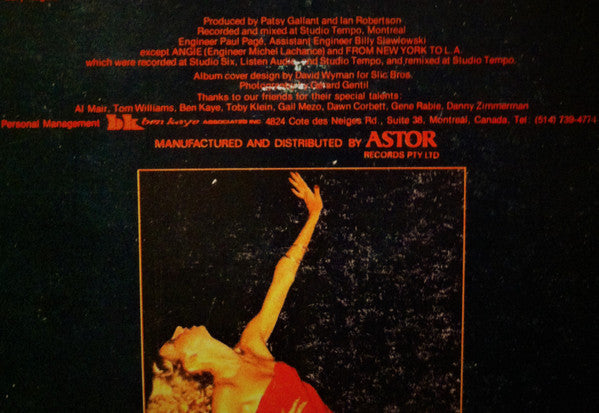 Produced by Patsy Gallant and Ian Robertson
Recorded and mixed at Studio Tempo, Montreal
Engineer Paul Pagé, Assistant Engineer Billy Slawlowski
except ANGIE (Engineer Michel Lachance) and FROM NEW YORK TO L.A.
which were recorded at Studio Six, Listen Audio, and Studio Tempo, and remixed at Studio Tempo.
Album cover design by David Wyman for Slic Bros.
Photography: Gérard Gentil
Thanks to our friends for their special talents:
Al Mair, Tom Williams, Ben Kaye, Toby Klein, Gail Mezo, Dawn Corbett, Gene Rabie, Danny Zimmerman
Personal Management bk ben kaye ASSOCIATES INC 4824 Cote des Neiges Rd., Suite 38, Montreal, Canada, Tel: (514) 739-4774
MANUFACTURED AND DISTRIBUTED BY ASTOR
RECORDS PTY LTD